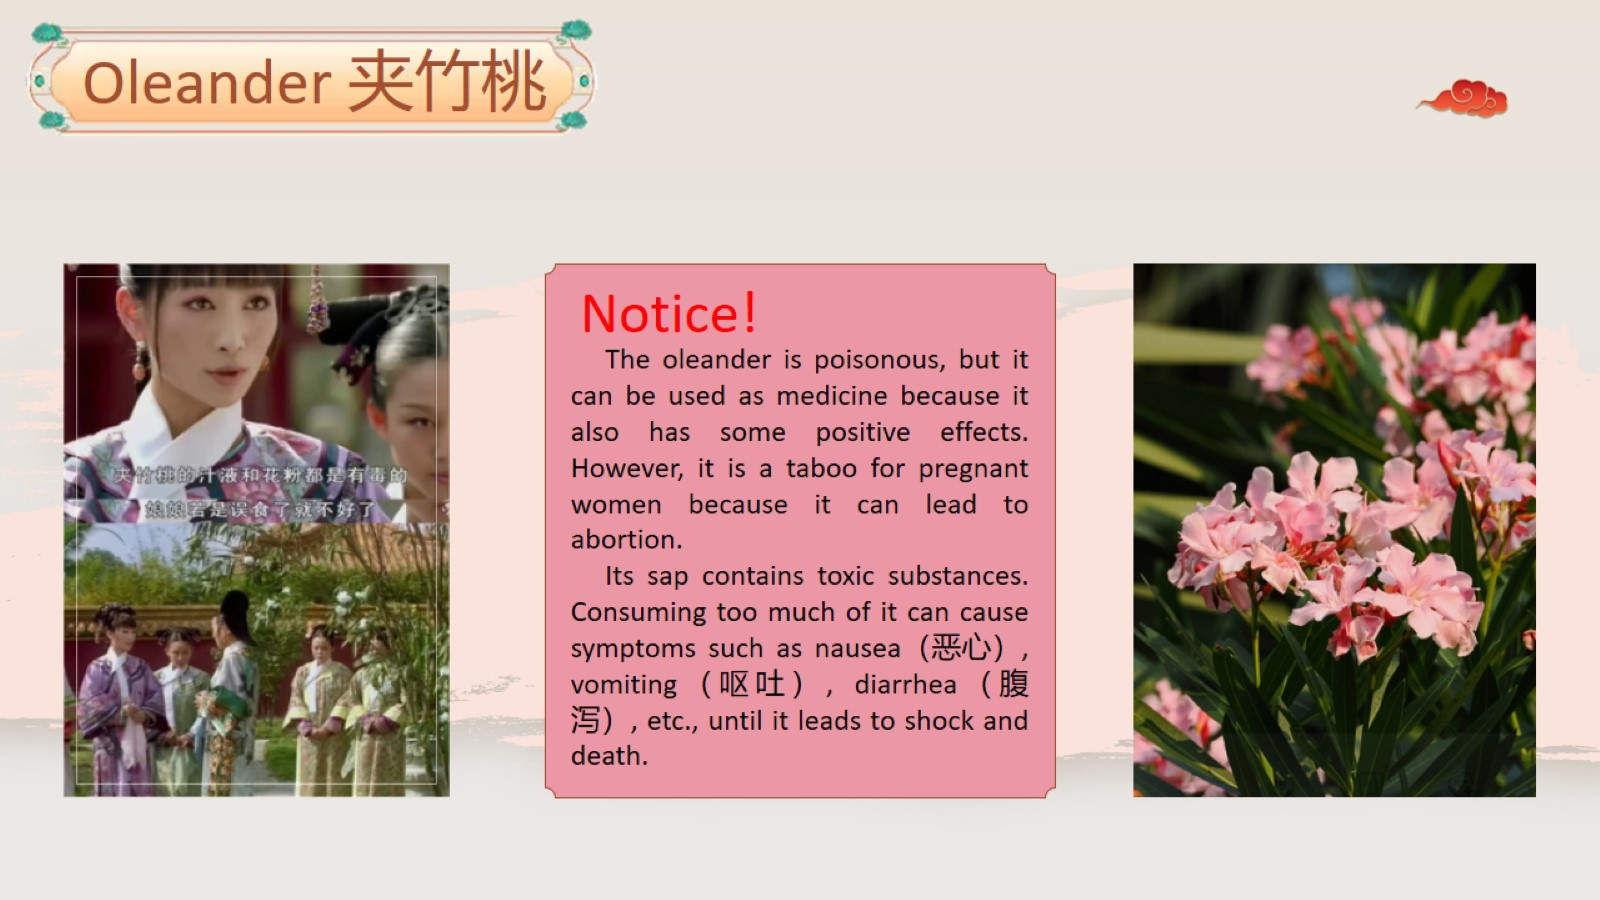 Oleander 夹竹桃
夹竹桃的汁液和花粉都是有毒的
娘娘若是误食了就不好了
Notice!
The oleander is poisonous, but it
can be used as medicine because it
also has some positive effects.
However, it is a taboo for pregnant
women because it can lead to
abortion.
Its sap contains toxic substances.
Consuming too much of it can cause
symptoms such as nausea（恶心）,
vomiting （呕吐）, diarrhea （腹
泻）, etc., until it leads to shock and
death.